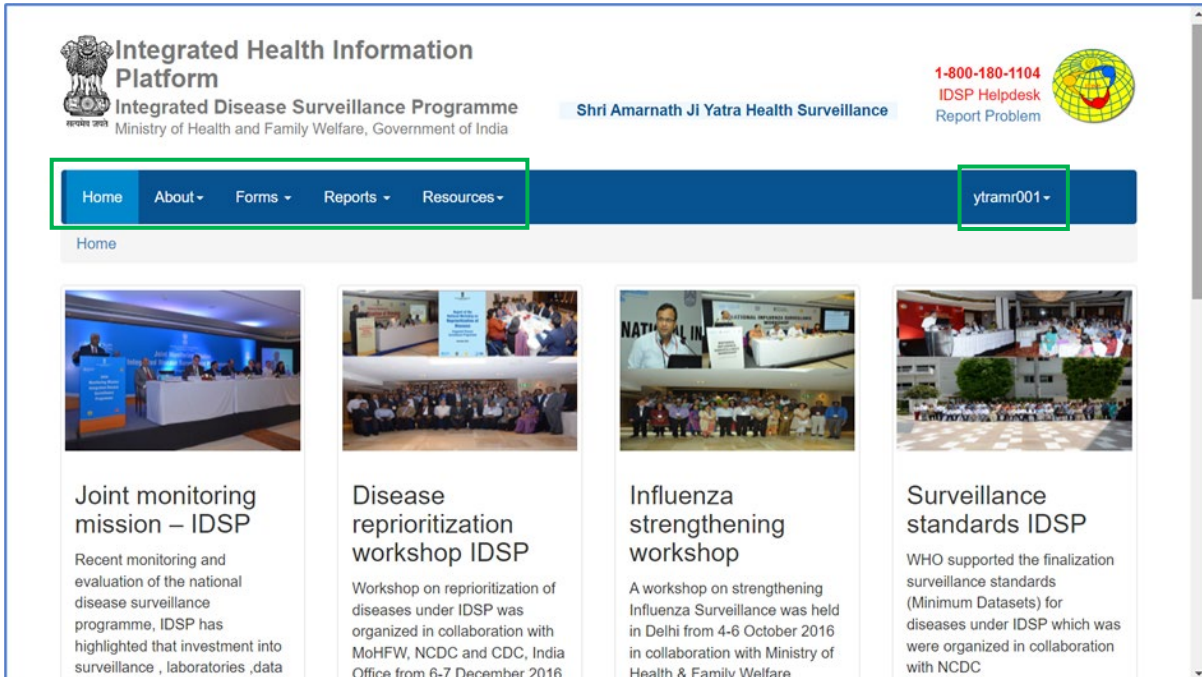 Integrated Health Information
Platform
Integrated Disease Surveillance Programme
Ministry of Health and Family Welfare, Government of India
सत्यमेव जयते
Shri Amarnath Ji Yatra Health Surveillance
1-800-180-1104
IDSP Helpdesk
Report Problem
Home About Forms Reports Resources ytramr001
Home
Joint monitoring
mission – IDSP
Recent monitoring and
evaluation of the national
disease surveillance
programme, IDSP has
highlighted that investment into
surveillance , laboratories ,data
Disease
reprioritization
workshop IDSP
Workshop on reprioritization of
diseases under IDSP was
organized in collaboration with
MoHFW, NCDC and CDC, India
Office from 6-7 December 2016
Influenza
strengthening
workshop
A workshop on strengthening
Influenza Surveillance was held
in Delhi from 4-6 October 2016
in collaboration with Ministry of
Health & Family Welfare
Surveillance
standards IDSP
WHO supported the finalization
surveillance standards
(Minimum Datasets) for
diseases under IDSP which was
were organized in collaboration
with NCDC